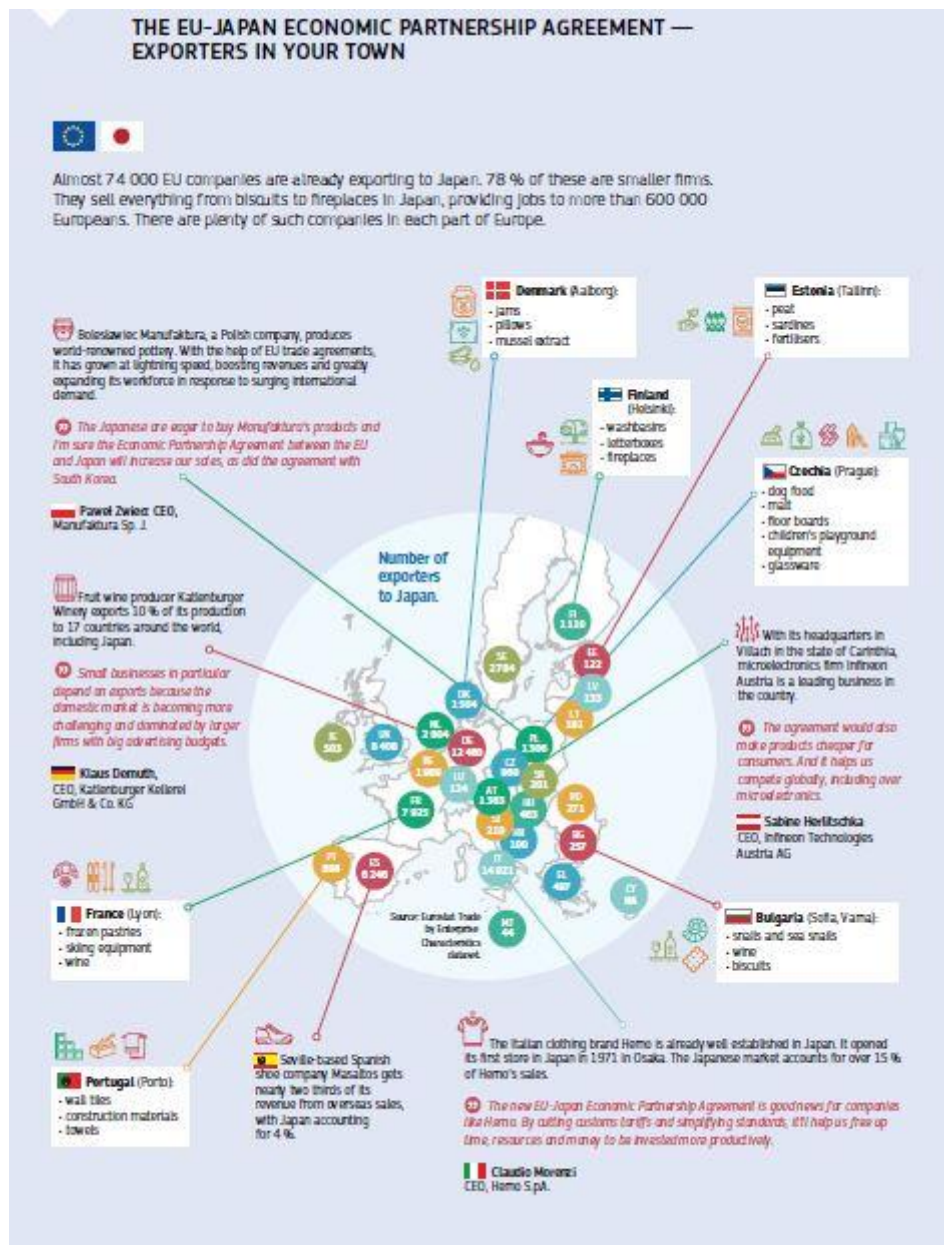 THE EU-JAPAN ECONOMIC PARTNERSHIP AGREEMENT —
EXPORTERS IN YOUR TOWN
Almost 74 000 EU companies are already exporting to Japan. 78 % of these are smaller firms.
They sell everything from biscuits to fireplaces in Japan, providing jobs to more than 600 000
Europeans. There are plenty of such companies in each part of Europe.
Denmark (Aalborg):
- jams
- pillows
- mussel extract
Estonia (Tallinn):
- peat
- sardines
- fertilisers
Bolesławiec Manufaktura, a Polish company, produces
world-renowned pottery. With the help of EU trade agreements,
it has grown at lightning speed, boosting revenues and greatly
expanding its workforce in response to surging international
demand.
The Japanese are eager to buy Manufaktura's products and
I'm sure the Economic Partnership Agreement between the EU
and Japan will increase our sales, as did the agreement with
South Korea.
Paweł Zwierz CEO,
Manufaktura Sp. J.
Finland
(Helsinki):
- washbasins
- letterboxes
- fireplaces
Czechia (Prague):
- dog food
- malt
- floor boards
- children's playground
equipment
- glassware
Number of
exporters
to Japan.
Fruit wine producer Katlenburger
Winery exports 10 % of its production
to 17 countries around the world,
including Japan.
Small businesses in particular
depend on exports because the
domestic market is becoming more
challenging and dominated by larger
firms with big advertising budgets.
Klaus Demuth,
CEO, Katlenburger Kellerei
GmbH & Co. KG
With its headquarters in
Villach in the state of Carinthia,
microelectronics firm Infineon
Austria is a leading business in
the country.
The agreement would also
make products cheaper for
consumers. And it helps us
compete globally, including over
microelectronics.
Sabine Herlitschka
CEO, Infineon Technologies
Austria AG
FI
1 120
SE
2 784
EE
122
LV
135
DK
1 584
LT
181
IE
503
UK
8 408
NL
DE
PL
1 306
BE
LU
124
CZ
AT
SK
201
HU
463
RO
271
FR
7 925
SI
210
HR
100
BG
257
PT
ES
6 246
IT
14 021
EL
497
CY
NA
MT
44
Source: Eurostat Trade
by Enterprise
Characteristics
dataset.
France (Lyon):
- frozen pastries
- skiing equipment
- wine
Bulgaria (Sofia, Varna):
- snails and sea snails
- wine
- biscuits
Portugal (Porto):
- wall tiles
- construction materials
- towels
Seville-based Spanish
shoe company Masaltos gets
nearly two thirds of its
revenue from overseas sales,
with Japan accounting
for 4 %.
The Italian clothing brand Herno is already well established in Japan. It opened
its first store in Japan in 1971 in Osaka. The Japanese market accounts for over 15 %
of Herno's sales.
The new EU-Japan Economic Partnership Agreement is good news for companies
like Herno. By cutting customs tariffs and simplifying standards, it'll help us free up
time, resources and money to be invested more productively.
Claudio Morenzi
CEO, Herno S.p.A.